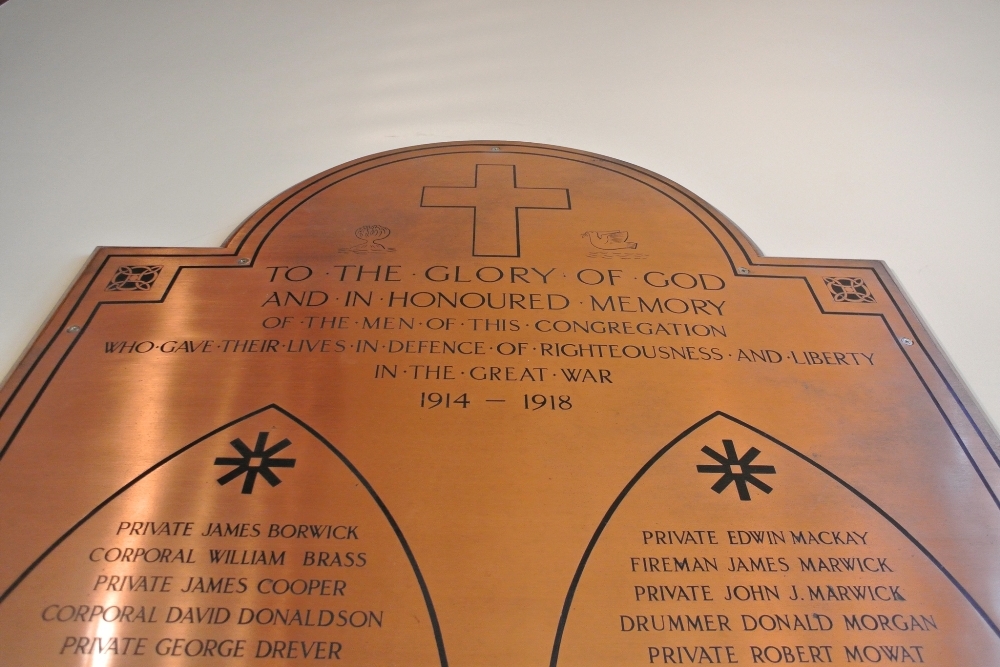 TO · THE · GLORY · OF · GOD
AND · IN · HONOURED · MEMORY
OF · THE · MEN · OF · THIS · CONGREGATION
WHO · GAVE · THEIR · LIVES · IN · DEFENCE · OF · RIGHTEOUSNESS · AND · LIBERTY
IN · THE · GREAT · WAR
1914 — 1918
PRIVATE JAMES BORWICK
CORPORAL WILLIAM BRASS
PRIVATE JAMES COOPER
CORPORAL DAVID DONALDSON
PRIVATE GEORGE DREVER
PRIVATE EDWIN MACKAY
FIREMAN JAMES MARWICK
PRIVATE JOHN J. MARWICK
DRUMMER DONALD MORGAN
PRIVATE ROBERT MOWAT